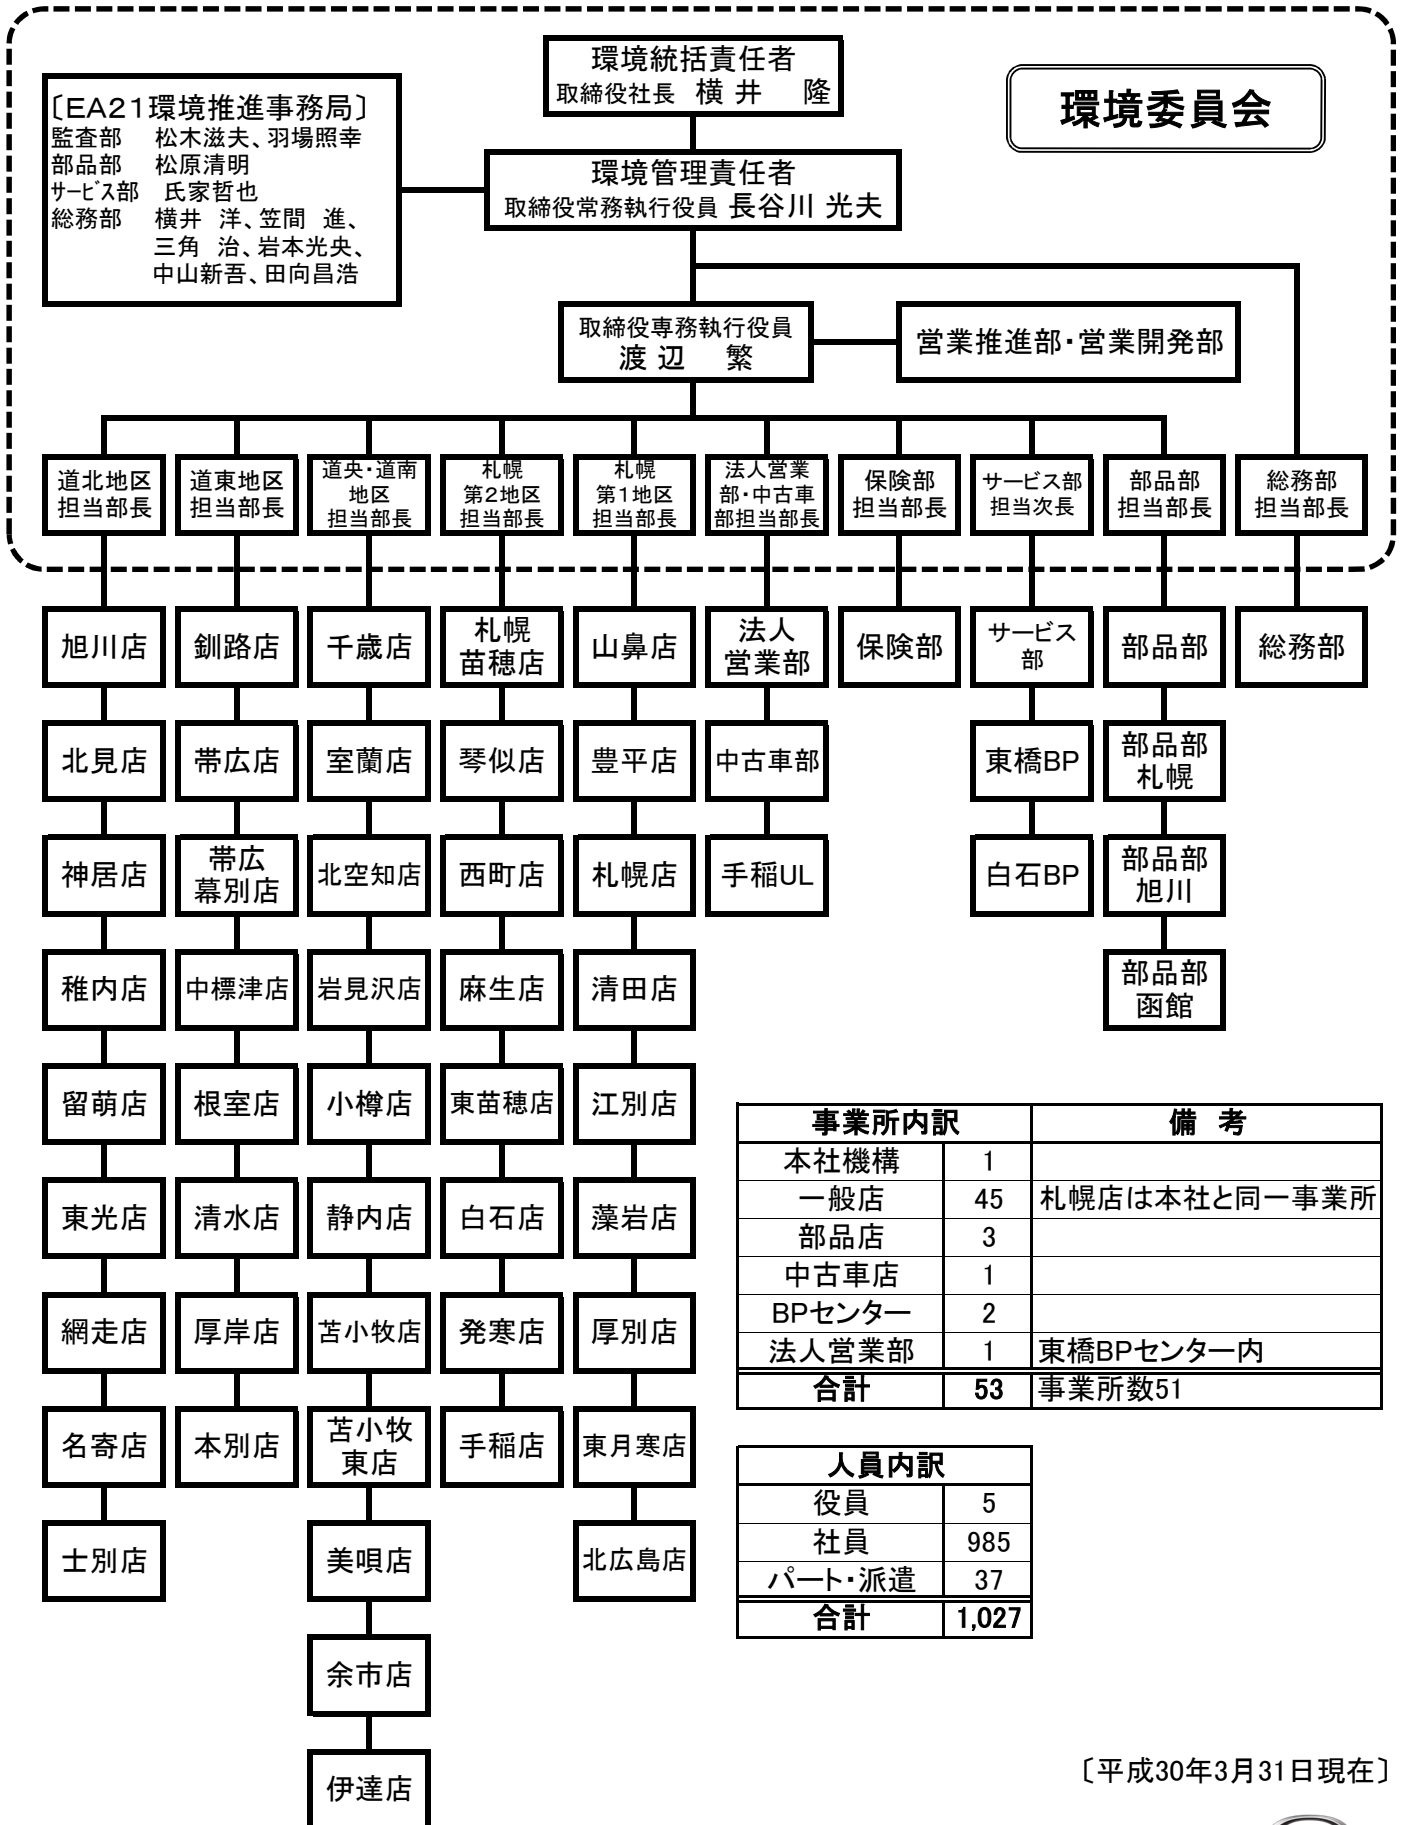 環境統括責任者
取締役社長 横井　隆
環境委員会
〔EA21環境推進事務局〕
監査部　松木滋夫、羽場照幸
部品部　松原清明
サービス部　氏家哲也
総務部　横井　洋、笠間　進、
三角　治、岩本光央、
中山新吾、田向昌浩
環境管理責任者
取締役常務執行役員 長谷川 光夫
取締役専務執行役員
渡辺　繁
営業推進部・営業開発部
道北地区
担当部長
道東地区
担当部長
道央・道南
地区
担当部長
札幌
第2地区
担当部長
札幌
第1地区
担当部長
法人営業
部・中古車
部担当部長
保険部
担当部長
サービス部
担当次長
部品部
担当部長
総務部
担当部長
旭川店
北見店
神居店
稚内店
留萌店
東光店
網走店
名寄店
士別店
釧路店
帯広店
帯広
幕別店
中標津店
根室店
清水店
厚岸店
本別店
千歳店
室蘭店
北空知店
岩見沢店
小樽店
静内店
苫小牧店
苫小牧
東店
美唄店
余市店
伊達店
札幌
苗穂店
琴似店
西町店
麻生店
東苗穂店
白石店
発寒店
手稲店
山鼻店
豊平店
札幌店
清田店
江別店
藻岩店
厚別店
東月寒店
北広島店
法人
営業部
中古車部
手稲UL
保険部
サービス
部
東橋BP
白石BP
部品部
部品部
札幌
部品部
旭川
部品部
函館
総務部
事業所内訳　備　考
本社機構　1
一般店　45　札幌店は本社と同一事業所
部品店　3
中古車店　1
BPセンター　2
法人営業部　1　東橋BPセンター内
合計　53　事業所数51
人員内訳
役員　5
社員　985
パート・派遣　37
合計　1,027
〔平成30年3月31日現在〕